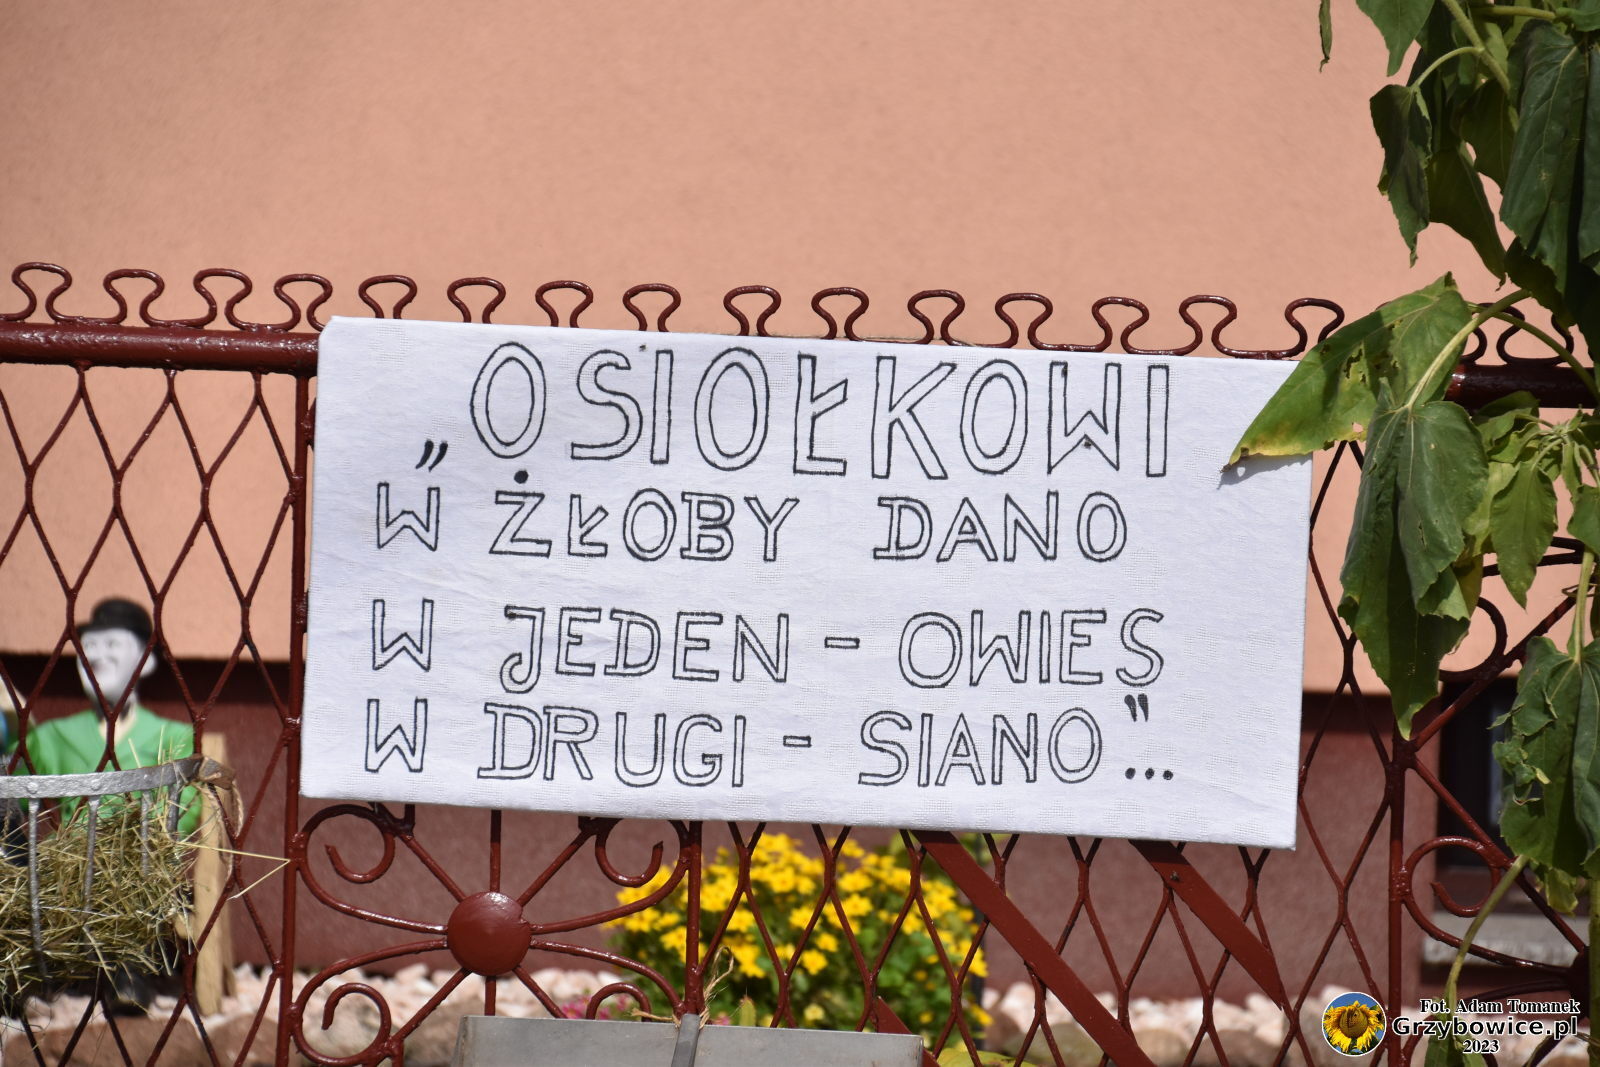 „OSIOŁKOWI
W ŻŁOBY DANO
W JEDEN - OWIES
W DRUGI - SIANO”...
Fot. Adam Tomanek
Grzybowice.pl
2023